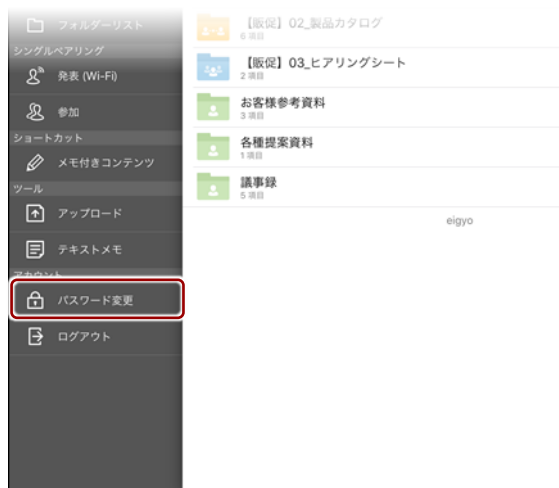 フォルダーリスト
シングルペアリング
発表 (Wi-Fi)
参加
ショートカット
メモ付きコンテンツ
ツール
アップロード
テキストメモ
アカウント
パスワード変更
ログアウト
【販促】02_製品カタログ
6 項目
【販促】03_ヒアリングシート
2 項目
お客様参考資料
3 項目
各種提案資料
1 項目
議事録
5 項目
eigyo